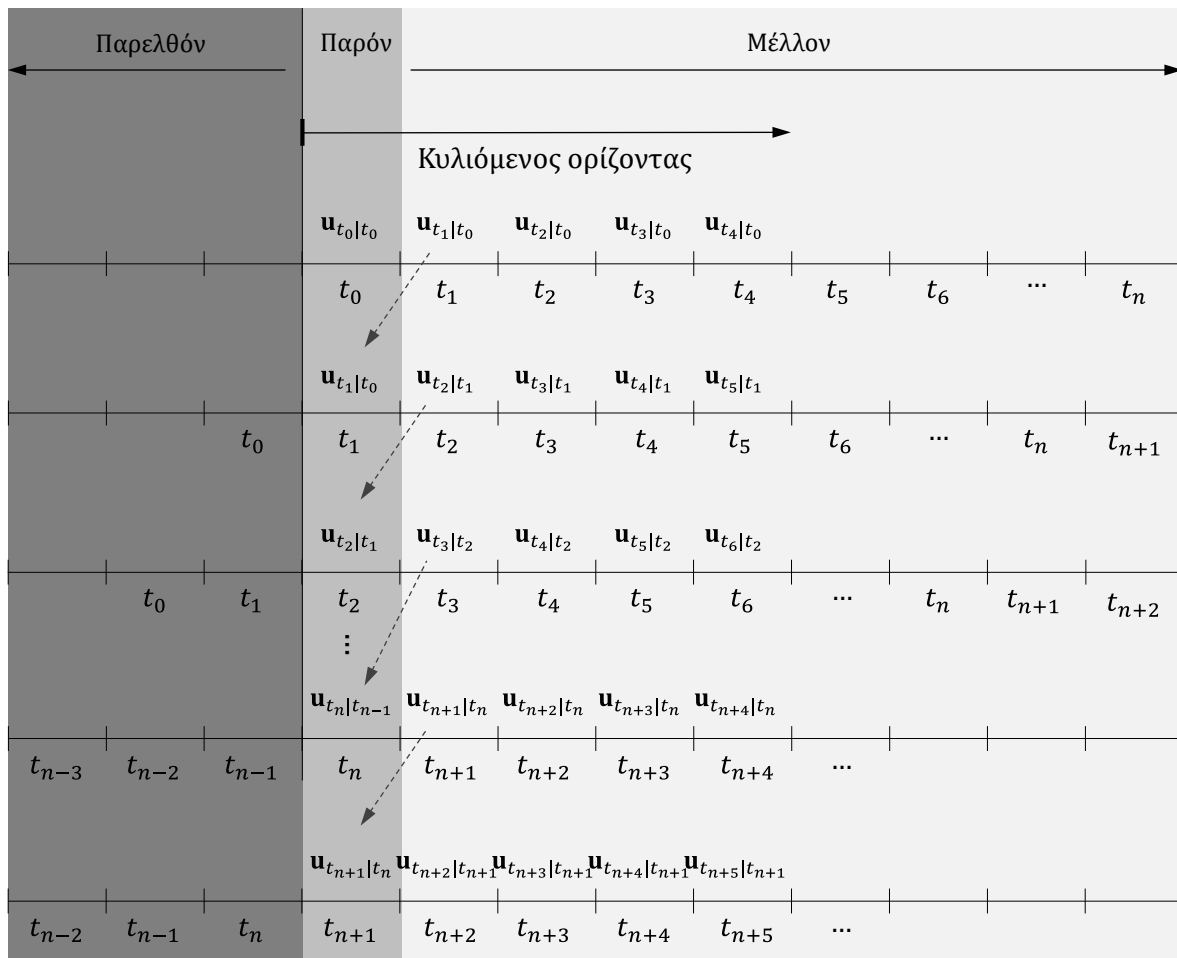 Παρελθόν Παρόν Μέλλον
Κυλιόμενος ορίζοντας
𝐮_{t_0|t_0} 𝐮_{t_1|t_0} 𝐮_{t_2|t_0} 𝐮_{t_3|t_0} 𝐮_{t_4|t_0}
t_0 t_1 t_2 t_3 t_4 t_5 t_6 ... t_n
𝐮_{t_1|t_0} 𝐮_{t_2|t_1} 𝐮_{t_3|t_1} 𝐮_{t_4|t_1} 𝐮_{t_5|t_1}
t_0 t_1 t_2 t_3 t_4 t_5 t_6 ... t_n t_{n+1}
𝐮_{t_2|t_1} 𝐮_{t_3|t_2} 𝐮_{t_4|t_2} 𝐮_{t_5|t_2} 𝐮_{t_6|t_2}
t_0 t_1 t_2 t_3 t_4 t_5 t_6 ... t_n t_{n+1} t_{n+2}
⋮
𝐮_{t_n|t_{n−1}} 𝐮_{t_{n+1}|t_n} 𝐮_{t_{n+2}|t_n} 𝐮_{t_{n+3}|t_n} 𝐮_{t_{n+4}|t_n}
t_{n−3} t_{n−2} t_{n−1} t_n t_{n+1} t_{n+2} t_{n+3} t_{n+4} ...
𝐮_{t_{n+1}|t_n} 𝐮_{t_{n+2}|t_{n+1}} 𝐮_{t_{n+3}|t_{n+1}} 𝐮_{t_{n+4}|t_{n+1}} 𝐮_{t_{n+5}|t_{n+1}}
t_{n−2} t_{n−1} t_n t_{n+1} t_{n+2} t_{n+3} t_{n+4} t_{n+5} ...